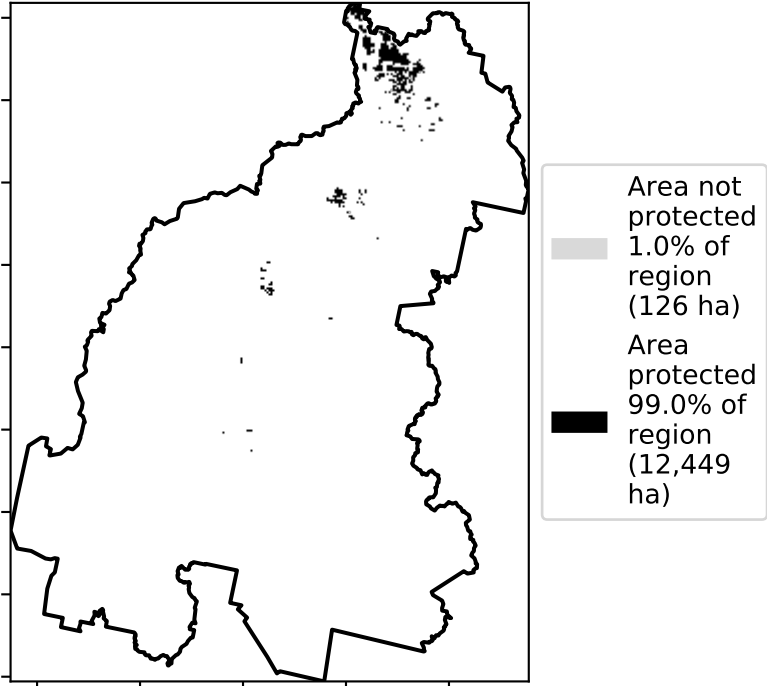 Area not
protected
1.0% of
region
(126 ha)
Area
protected
99.0% of
region
(12,449
ha)